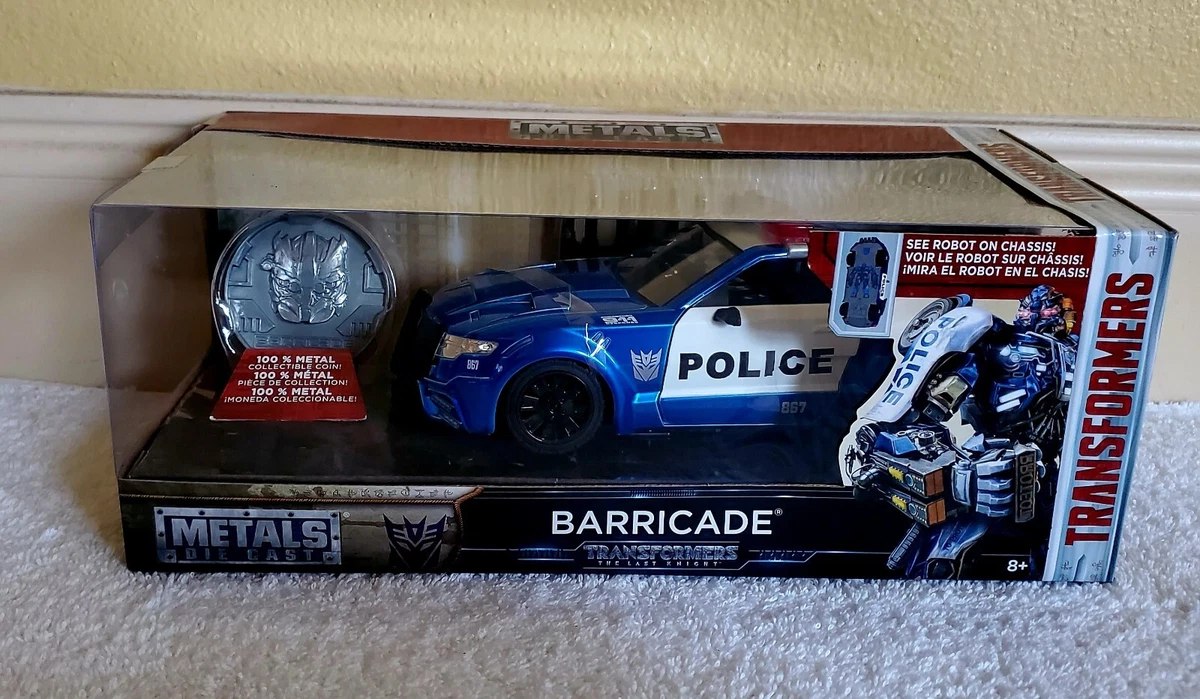 METALS
TRANSFORMERS
SEE ROBOT ON CHASSIS!
VOIR LE ROBOT SUR CHÂSSIS!
¡MIRA EL ROBOT EN EL CHASIS!
100 % METAL
COLLECTIBLE COIN!
100 % MÉTAL
PIÈCE DE COLLECTION!
100 % METAL
¡MONEDA COLECCIONABLE!
867
POLICE
867
POLICE
TRANSFORMERS
METALS
DIE CAST
BARRICADE®
TRANSFORMERS
THE LAST KNIGHT
8+